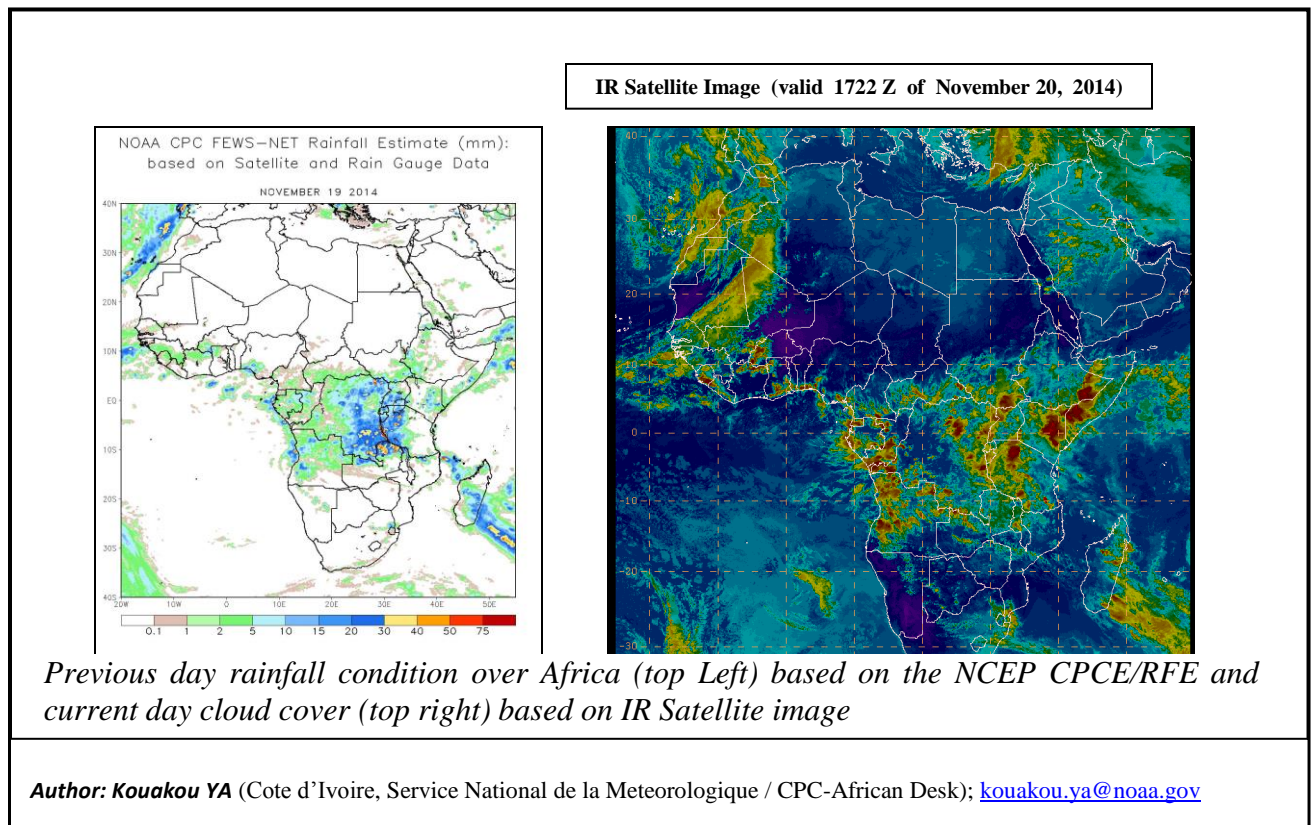 IR Satellite Image (valid 1722 Z of November 20, 2014)
NOAA CPC FEWS-NET Rainfall Estimate (mm):
based on Satellite and Rain Gauge Data
NOVEMBER 19 2014
40N
30N
20N
10N
EQ
10S
20S
30S
40S
20W 10W 0 10E 20E 30E 40E 50E
0.1 1 2 5 10 15 20 30 40 50 75
40
30
20
10
0
-10
-20
-30
Previous day rainfall condition over Africa (top Left) based on the NCEP CPCE/RFE and
current day cloud cover (top right) based on IR Satellite image
Author: Kouakou YA (Cote d’Ivoire, Service National de la Meteorologique / CPC-African Desk); kouakou.ya@noaa.gov